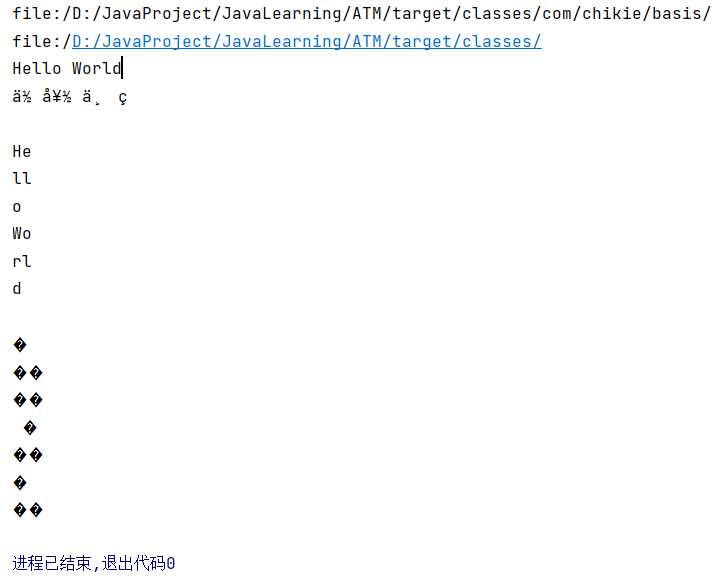 file:/D:/JavaProject/JavaLearning/ATM/target/classes/com/chikie/basis/
file:/D:/JavaProject/JavaLearning/ATM/target/classes/
Hello World
ä½ å¥½ ä¸ ç
He
ll
o
Wo
rl
d
�
��
��
�
��
�
��
进程已结束,退出代码0